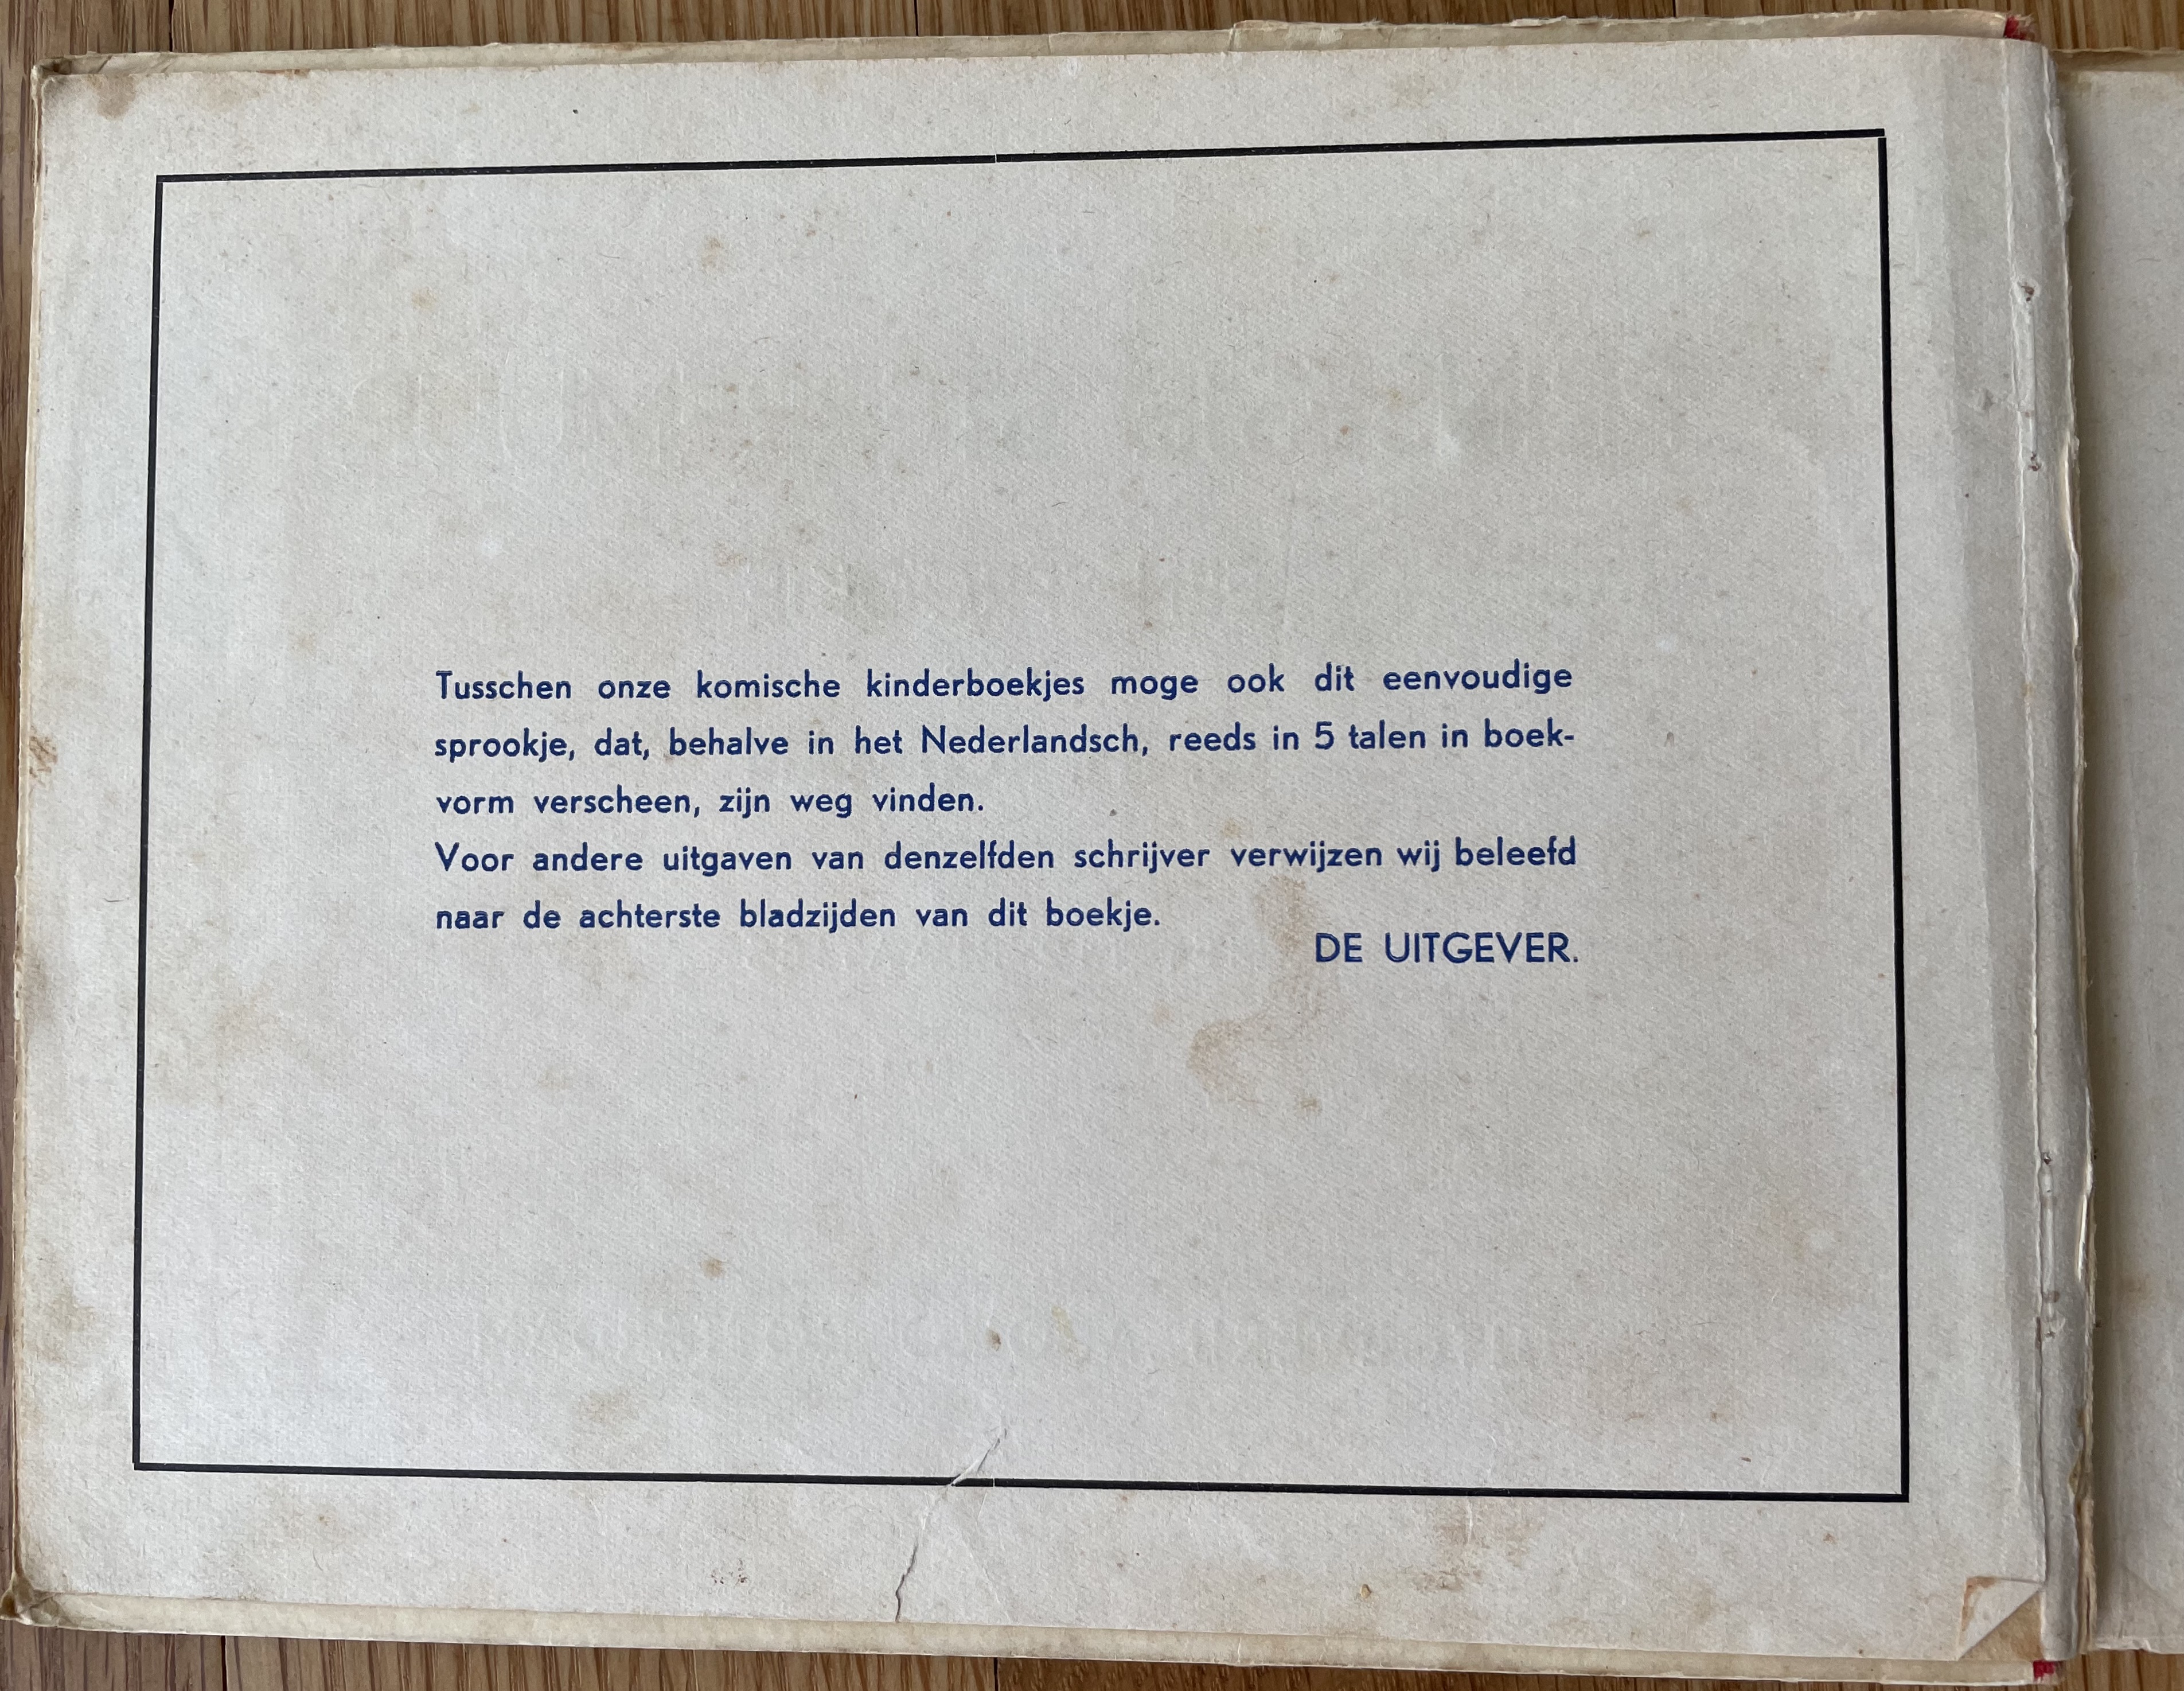 Tusschen onze komische kinderboekjes moge ook dit eenvoudige
sprookje, dat, behalve in het Nederlandsch, reeds in 5 talen in boek-
vorm verscheen, zijn weg vinden.
Voor andere uitgaven van denzelfden schrijver verwijzen wij beleefd
naar de achterste bladzijden van dit boekje.
DE UITGEVER.